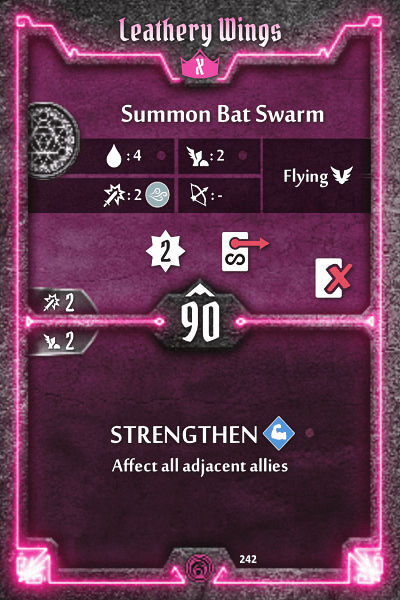 Leathery Wings
X
Summon Bat Swarm
: 4
: 2
Flying
: 2
: -
2
S
2
90
2
STRENGTHEN
Affect all adjacent allies
242